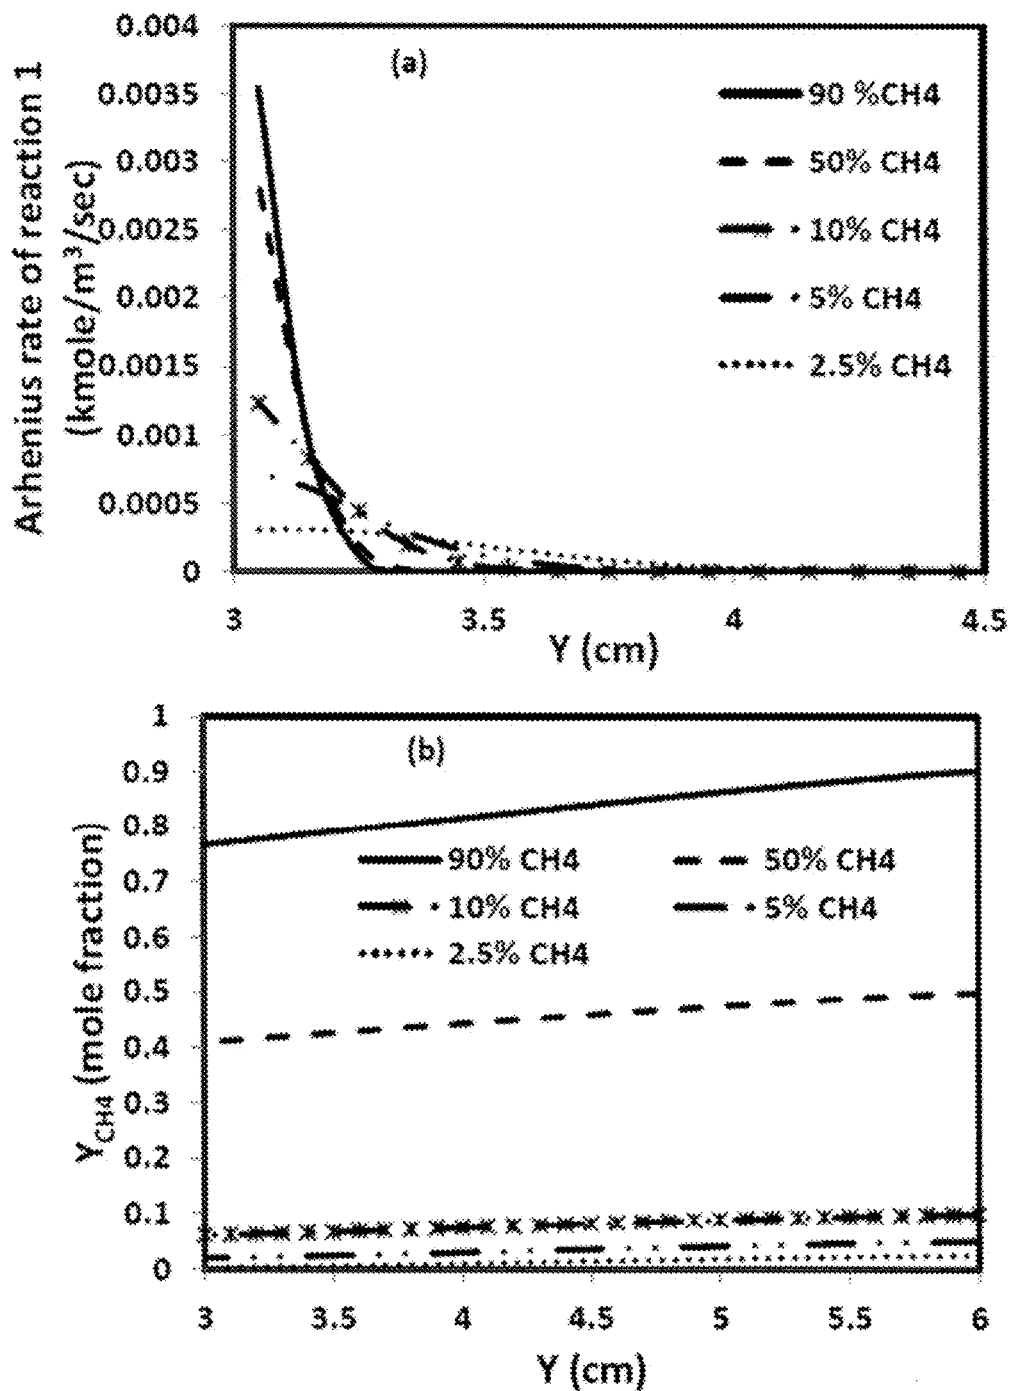 0.004
(a)
0.0035
0.003
0.0025
0.002
0.0015
0.001
0.0005
0
Arhenius rate of reaction 1
(kmole/m³/sec)
90 %CH4
50% CH4
10% CH4
5% CH4
2.5% CH4
3 3.5 4 4.5
Y (cm)
1
(b)
0.9
0.8
0.7
0.6
0.5
0.4
0.3
0.2
0.1
0
Y_CH4 (mole fraction)
90% CH4 50% CH4
10% CH4 5% CH4
2.5% CH4
3 3.5 4 4.5 5 5.5 6
Y (cm)